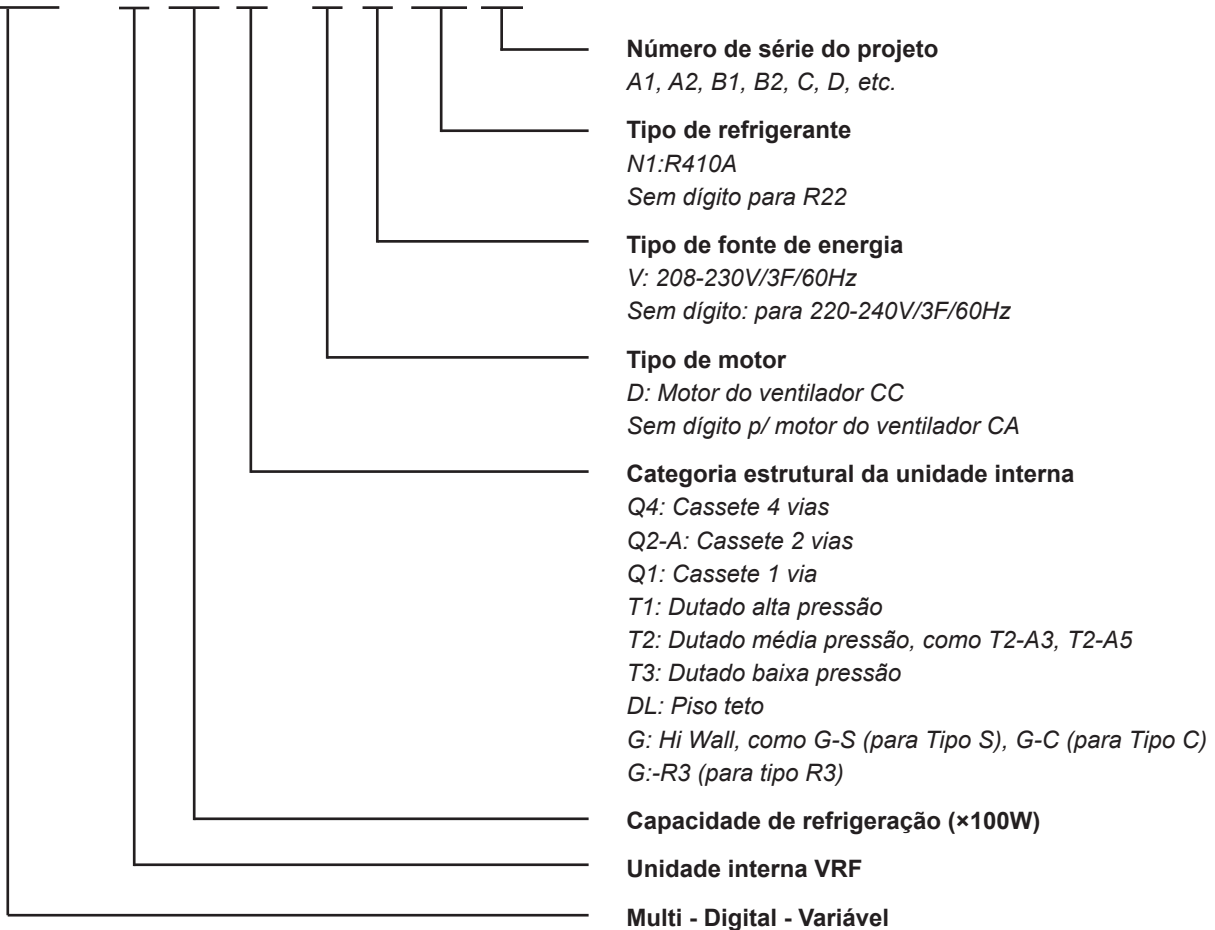 Número de série do projeto
A1, A2, B1, B2, C, D, etc.
Tipo de refrigerante
N1:R410A
Sem dígito para R22
Tipo de fonte de energia
V: 208-230V/3F/60Hz
Sem dígito: para 220-240V/3F/60Hz
Tipo de motor
D: Motor do ventilador CC
Sem dígito p/ motor do ventilador CA
Categoria estrutural da unidade interna
Q4: Cassete 4 vias
Q2-A: Cassete 2 vias
Q1: Cassete 1 via
T1: Dutado alta pressão
T2: Dutado média pressão, como T2-A3, T2-A5
T3: Dutado baixa pressão
DL: Piso teto
G: Hi Wall, como G-S (para Tipo S), G-C (para Tipo C)
G:-R3 (para tipo R3)
Capacidade de refrigeração (×100W)
Unidade interna VRF
Multi - Digital - Variável